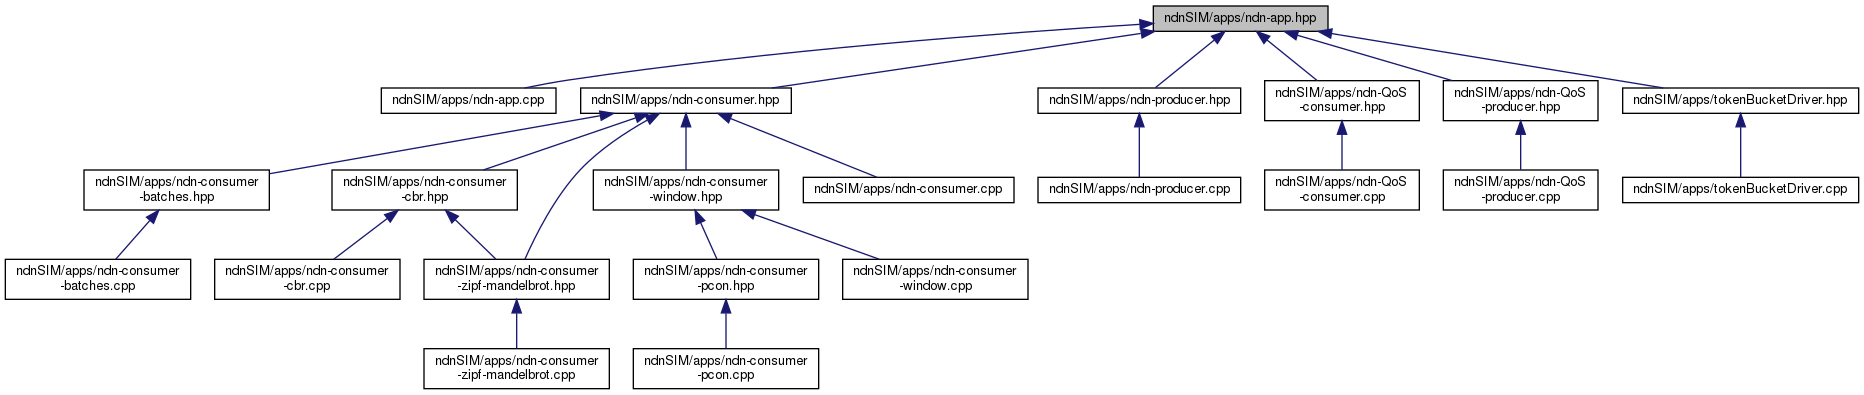 ndnSIM/apps/ndn-app.hpp
ndnSIM/apps/ndn-app.cpp
ndnSIM/apps/ndn-consumer.hpp
ndnSIM/apps/ndn-producer.hpp
ndnSIM/apps/ndn-QoS
-consumer.hpp
ndnSIM/apps/ndn-QoS
-producer.hpp
ndnSIM/apps/tokenBucketDriver.hpp
ndnSIM/apps/ndn-consumer
-batches.hpp
ndnSIM/apps/ndn-consumer
-cbr.hpp
ndnSIM/apps/ndn-consumer
-window.hpp
ndnSIM/apps/ndn-consumer.cpp
ndnSIM/apps/ndn-producer.cpp
ndnSIM/apps/ndn-QoS
-consumer.cpp
ndnSIM/apps/ndn-QoS
-producer.cpp
ndnSIM/apps/tokenBucketDriver.cpp
ndnSIM/apps/ndn-consumer
-batches.cpp
ndnSIM/apps/ndn-consumer
-cbr.cpp
ndnSIM/apps/ndn-consumer
-zipf-mandelbrot.hpp
ndnSIM/apps/ndn-consumer
-pcon.hpp
ndnSIM/apps/ndn-consumer
-window.cpp
ndnSIM/apps/ndn-consumer
-zipf-mandelbrot.cpp
ndnSIM/apps/ndn-consumer
-pcon.cpp